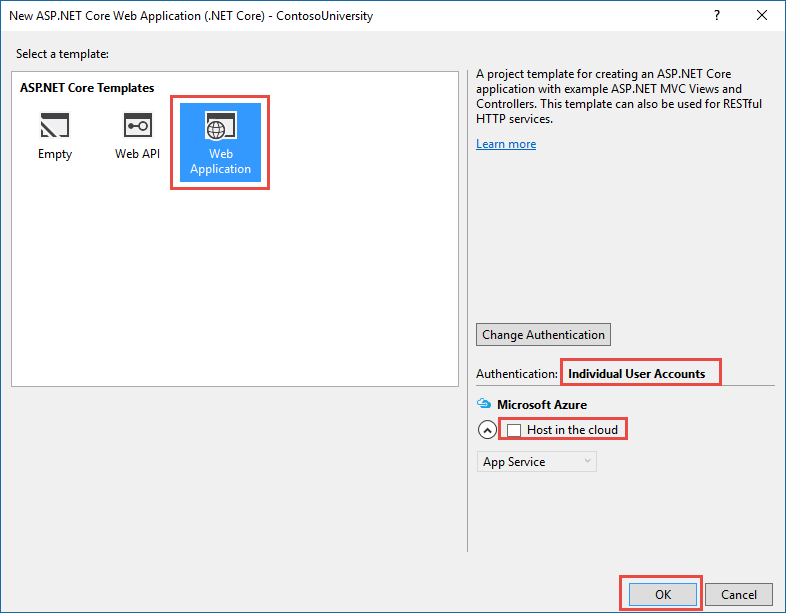 New ASP.NET Core Web Application (.NET Core) - ContosoUniversity
?
Select a template:
ASP.NET Core Templates
Empty
Web API
Web
Application
A project template for creating an ASP.NET Core
application with example ASP.NET MVC Views and
Controllers. This template can also be used for RESTful
HTTP services.
Learn more
Change Authentication
Authentication: Individual User Accounts
Microsoft Azure
Host in the cloud
App Service
OK
Cancel